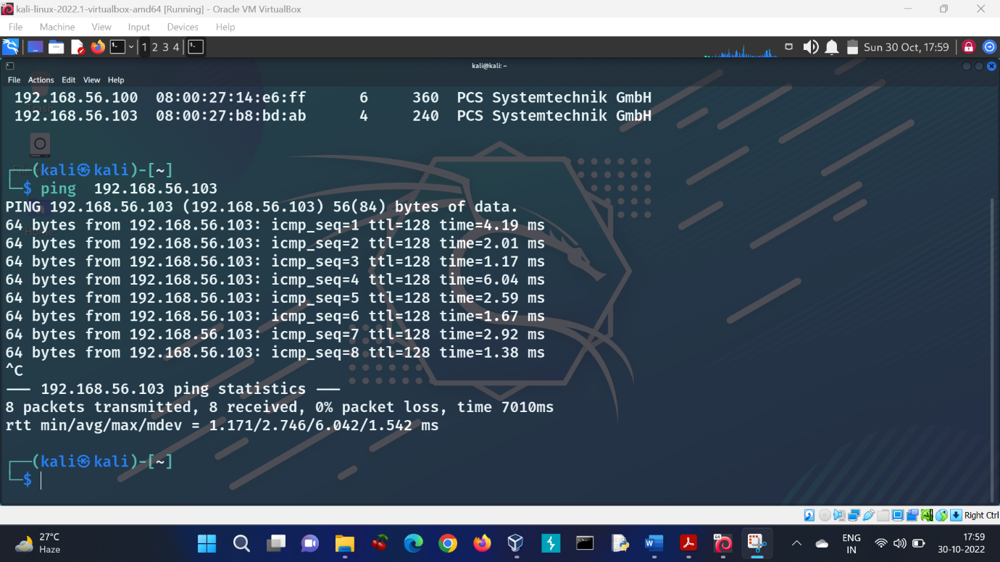 kali-linux-2022.1-virtualbox-amd64 [Running] - Oracle VM VirtualBox
File Machine View Input Devices Help
1 2 3 4
Sun 30 Oct, 17:59
kali@kali: ~
File Actions Edit View Help
192.168.56.100 08:00:27:14:e6:ff 6 360 PCS Systemtechnik GmbH
192.168.56.103 08:00:27:b8:bd:ab 4 240 PCS Systemtechnik GmbH
┌──(kali㉿kali)-[~]
└─$ ping 192.168.56.103
PING 192.168.56.103 (192.168.56.103) 56(84) bytes of data.
64 bytes from 192.168.56.103: icmp_seq=1 ttl=128 time=4.19 ms
64 bytes from 192.168.56.103: icmp_seq=2 ttl=128 time=2.01 ms
64 bytes from 192.168.56.103: icmp_seq=3 ttl=128 time=1.17 ms
64 bytes from 192.168.56.103: icmp_seq=4 ttl=128 time=6.04 ms
64 bytes from 192.168.56.103: icmp_seq=5 ttl=128 time=2.59 ms
64 bytes from 192.168.56.103: icmp_seq=6 ttl=128 time=1.67 ms
64 bytes from 192.168.56.103: icmp_seq=7 ttl=128 time=2.92 ms
64 bytes from 192.168.56.103: icmp_seq=8 ttl=128 time=1.38 ms
^C
--- 192.168.56.103 ping statistics ---
8 packets transmitted, 8 received, 0% packet loss, time 7010ms
rtt min/avg/max/mdev = 1.171/2.746/6.042/1.542 ms
┌──(kali㉿kali)-[~]
└─$
Right Ctrl
27°C
Haze
ENG
IN
17:59
30-10-2022